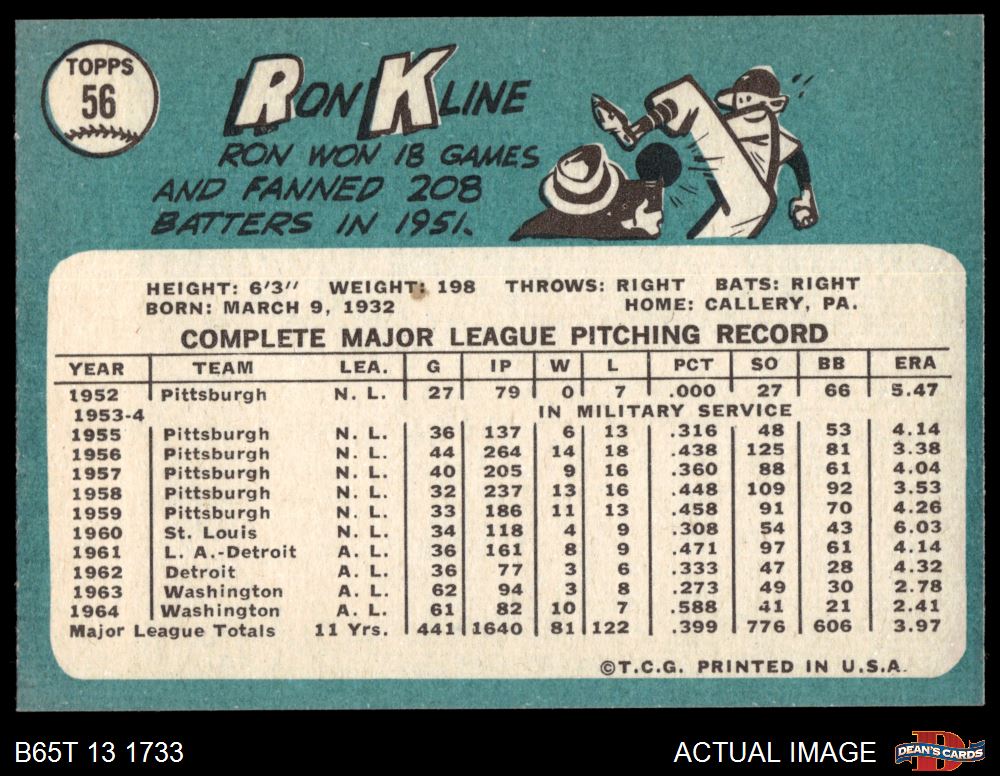 TOPPS
56
RON KLINE
RON WON 18 GAMES
AND FANNED 208
BATTERS IN 1951.
HEIGHT: 6'3" WEIGHT: 198 THROWS: RIGHT BATS: RIGHT
BORN: MARCH 9, 1932 HOME: CALLERY, PA.
COMPLETE MAJOR LEAGUE PITCHING RECORD
YEAR TEAM LEA. G IP W L PCT SO BB ERA
1952 Pittsburgh N. L. 27 79 0 7 .000 27 66 5.47
1953-4 IN MILITARY SERVICE
1955 Pittsburgh N. L. 36 137 6 13 .316 48 53 4.14
1956 Pittsburgh N. L. 44 264 14 18 .438 125 81 3.38
1957 Pittsburgh N. L. 40 205 9 16 .360 88 61 4.04
1958 Pittsburgh N. L. 32 237 13 16 .448 109 92 3.53
1959 Pittsburgh N. L. 33 186 11 13 .458 91 70 4.26
1960 St. Louis N. L. 34 118 4 9 .308 54 43 6.03
1961 L. A.-Detroit A. L. 36 161 8 9 .471 97 61 4.14
1962 Detroit A. L. 36 77 3 6 .333 47 28 4.32
1963 Washington A. L. 62 94 3 8 .273 49 30 2.78
1964 Washington A. L. 61 82 10 7 .588 41 21 2.41
Major League Totals 11 Yrs. 441 1640 81 122 .399 776 606 3.97
©T.C.G. PRINTED IN U.S.A.
B65T 13 1733 ACTUAL IMAGE DEAN'S CARDS